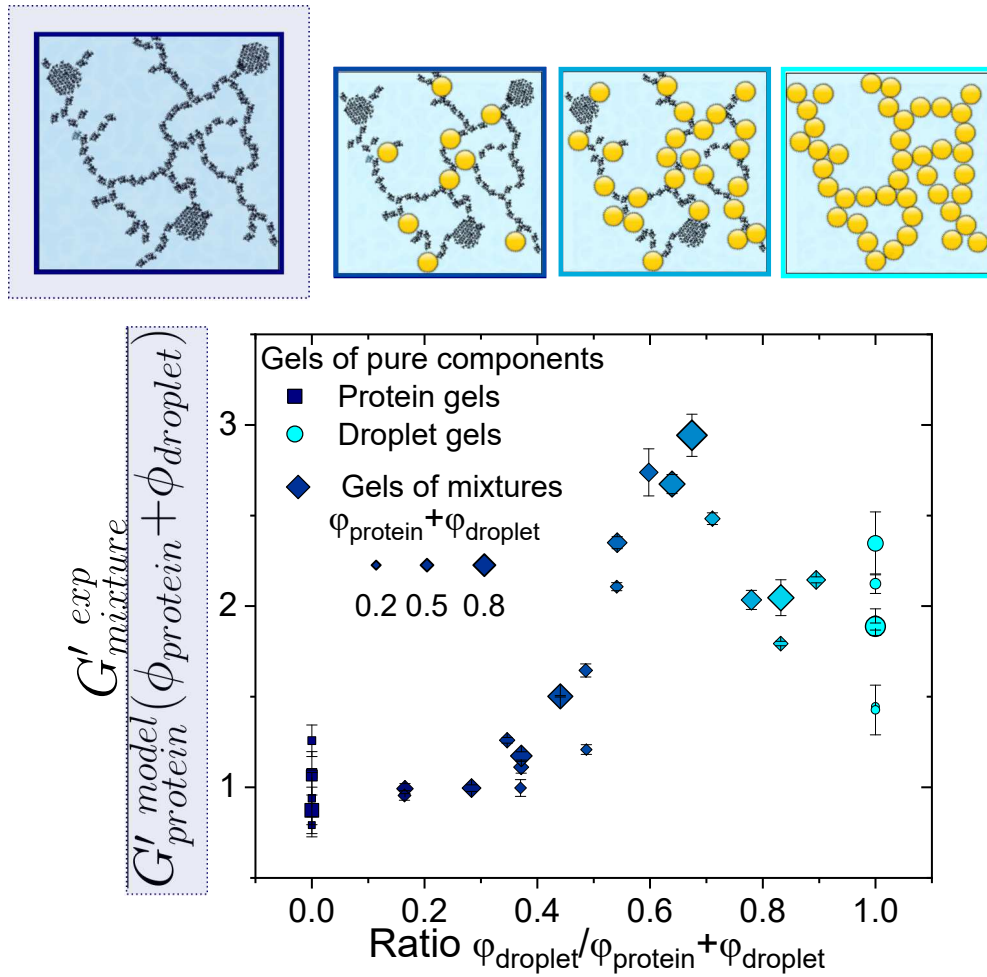 Gels of pure components
Protein gels
Droplet gels
Gels of mixtures
φprotein+φdroplet
0.2 0.5 0.8
G′ exp mixture
G′ model protein (ϕprotein+ϕdroplet)
3
2
1
0.0 0.2 0.4 0.6 0.8 1.0
Ratio φdroplet/φprotein+φdroplet